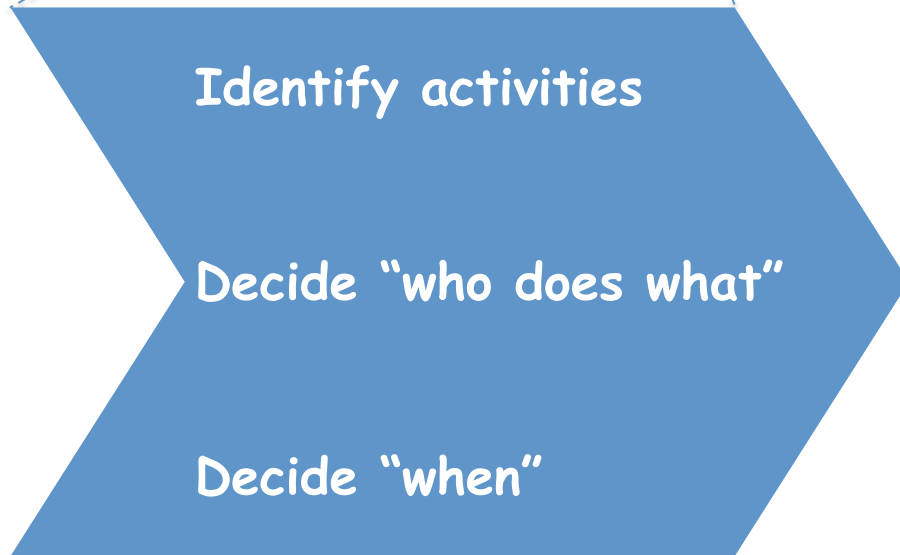 Identify activities
Decide “who does what”
Decide “when”